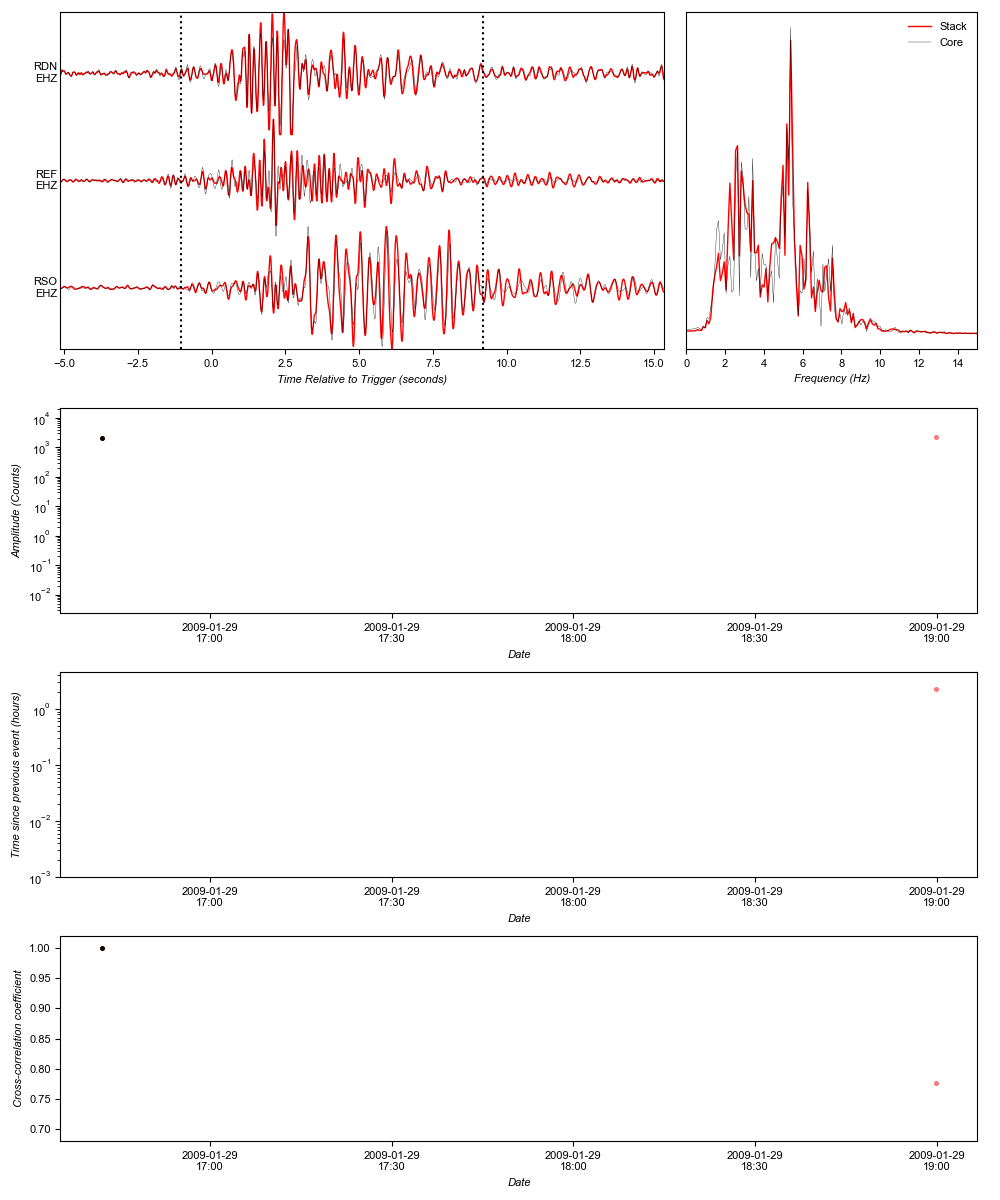 RDN
EHZ
REF
EHZ
RSO
EHZ
−5.0 −2.5 0.0 2.5 5.0 7.5 10.0 12.5 15.0
Time Relative to Trigger (seconds)
Stack
Core
0 2 4 6 8 10 12 14
Frequency (Hz)
Amplitude (Counts)
10⁴
10³
10²
10¹
10⁰
10⁻¹
10⁻²
2009-01-29 2009-01-29 2009-01-29 2009-01-29 2009-01-29
17:00 17:30 18:00 18:30 19:00
Date
Time since previous event (hours)
10⁰
10⁻¹
10⁻²
10⁻³
2009-01-29 2009-01-29 2009-01-29 2009-01-29 2009-01-29
17:00 17:30 18:00 18:30 19:00
Date
Cross-correlation coefficient
1.00
0.95
0.90
0.85
0.80
0.75
0.70
2009-01-29 2009-01-29 2009-01-29 2009-01-29 2009-01-29
17:00 17:30 18:00 18:30 19:00
Date